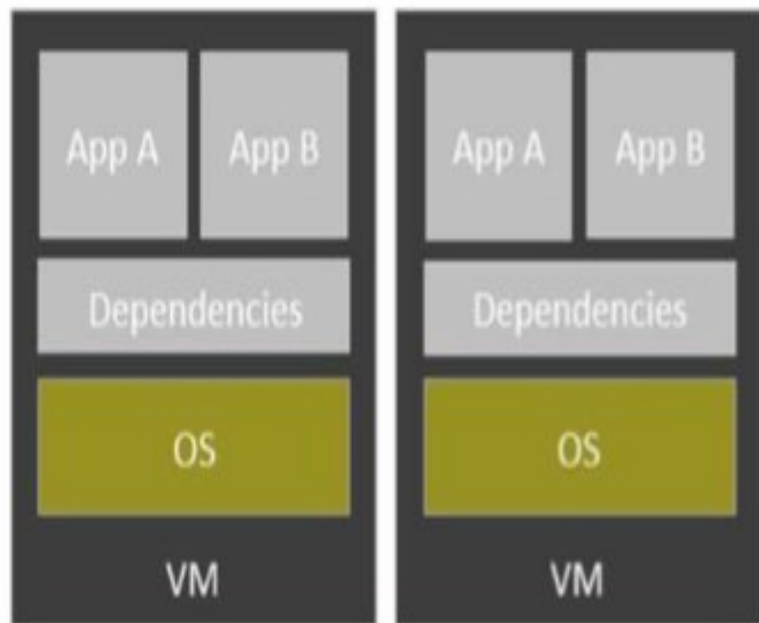 App A App B
Dependencies
OS
VM
App A App B
Dependencies
OS
VM